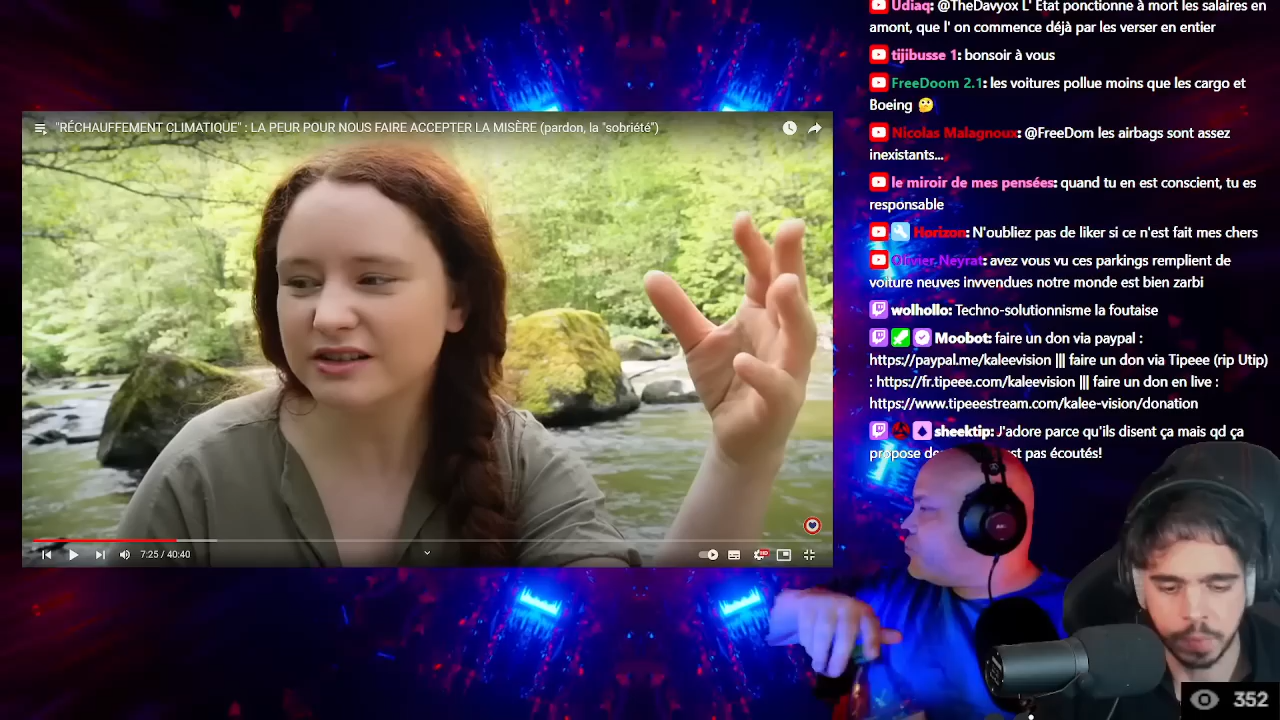 "RÉCHAUFFEMENT CLIMATIQUE" : LA PEUR POUR NOUS FAIRE ACCEPTER LA MISÈRE (pardon, la "sobriété")
7:25 / 40:40
Udiaq: @TheDavyox L' Etat ponctionne à mort les salaires en
amont, que l' on commence déjà par les verser en entier
tijibusse 1: bonsoir à vous
FreeDoom 2.1: les voitures pollue moins que les cargo et
Boeing 🤔
Nicolas Malagnoux: @FreeDom les airbags sont assez
inexistants...
le miroir de mes pensées: quand tu en est conscient, tu es
responsable
Horizon: N'oubliez pas de liker si ce n'est fait mes chers
Olivier Neyrat: avez vous vu ces parkings remplient de
voiture neuves invvendues notre monde est bien zarbi
wolhollo: Techno-solutionnisme la foutaise
Moobot: faire un don via paypal :
https://paypal.me/kaleevision ||| faire un don via Tipeee (rip Utip)
: https://fr.tipeee.com/kaleevision ||| faire un don en live :
https://www.tipeeestream.com/kalee-vision/donation
sheektip: J'adore parce qu'ils disent ça mais qd ça
propose st pas écoutés!
352